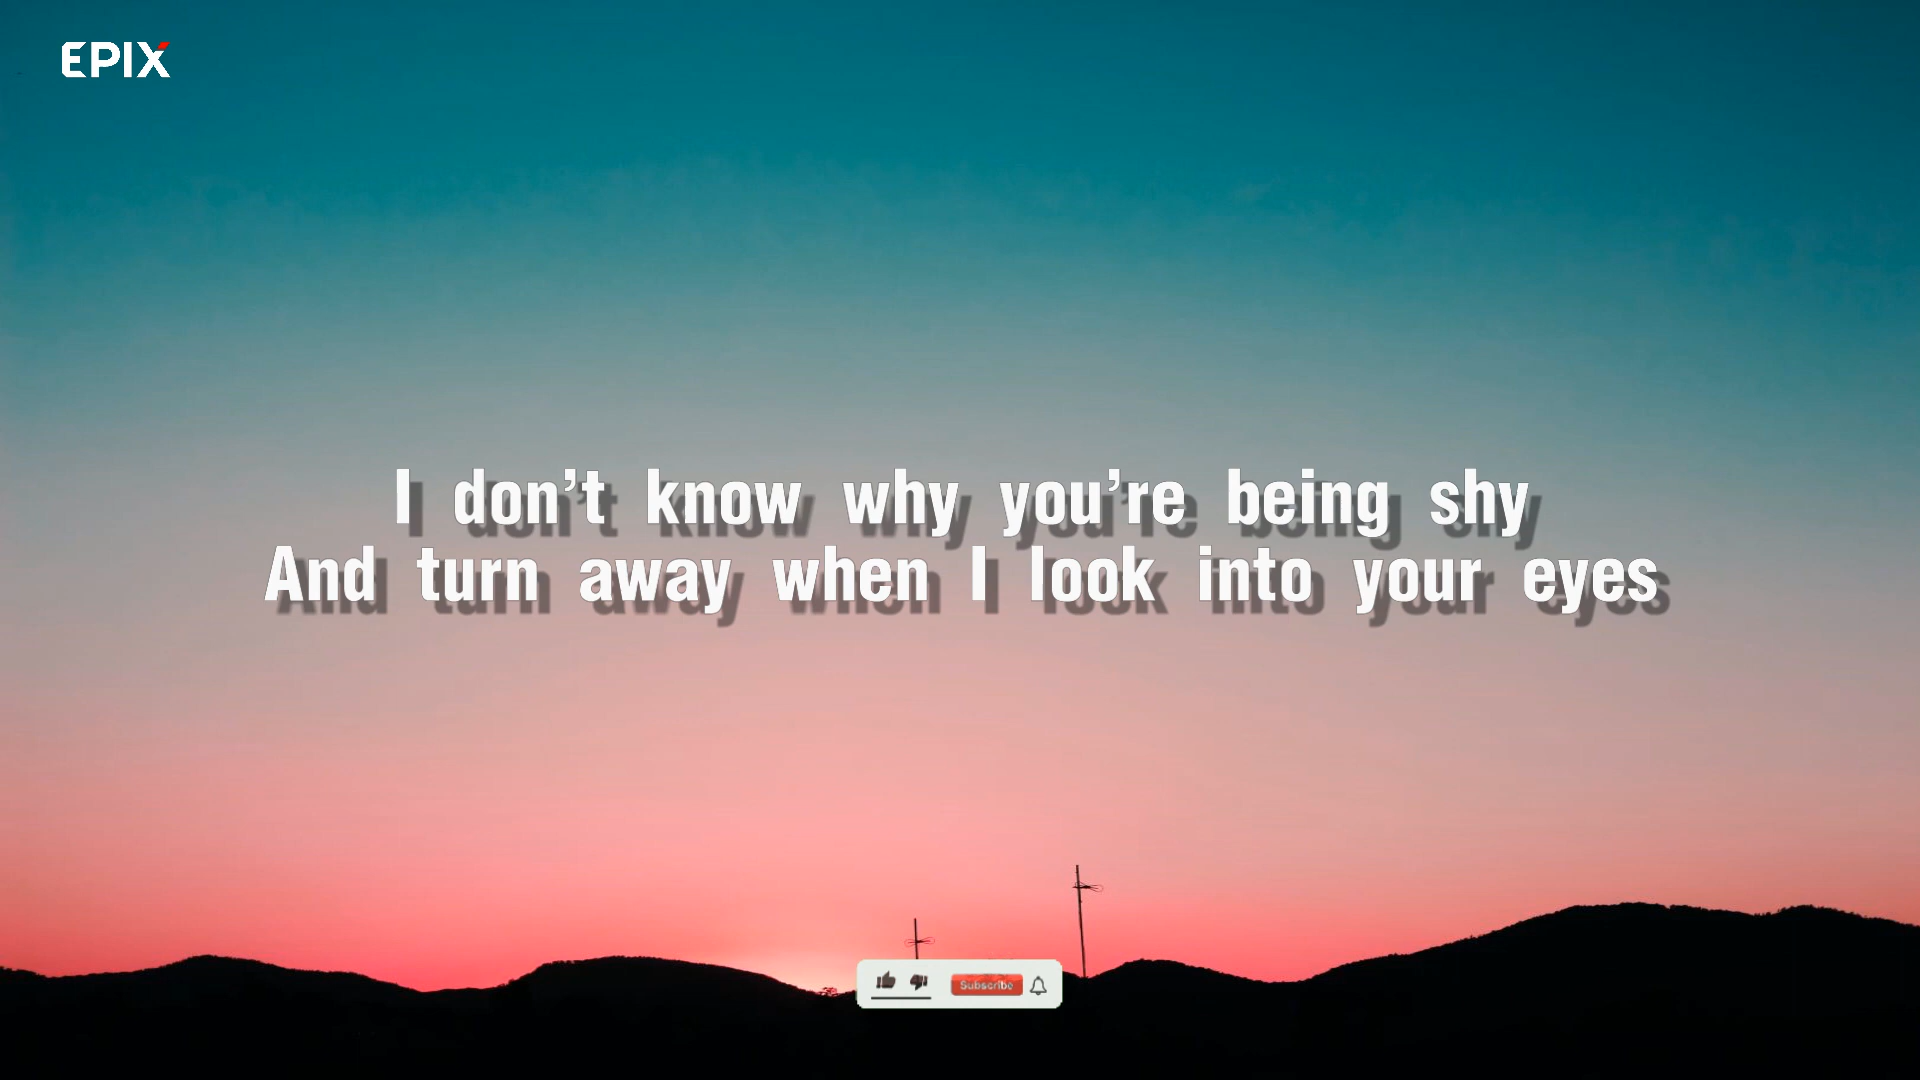 EPIX
I don’t know why you’re being shy
And turn away when I look into your eyes
Subscribe